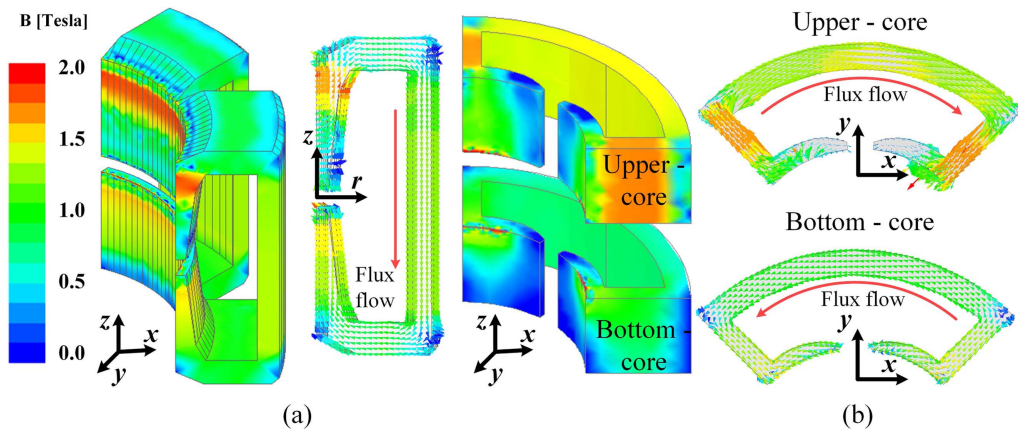 B [Tesla]
2.0
1.5
1.0
0.5
0.0
z
x
y
z
r
Flux
flow
(a)
Upper -
core
Bottom -
core
z
x
y
Upper - core
Flux flow
y
x
Bottom - core
Flux flow
y
x
(b)